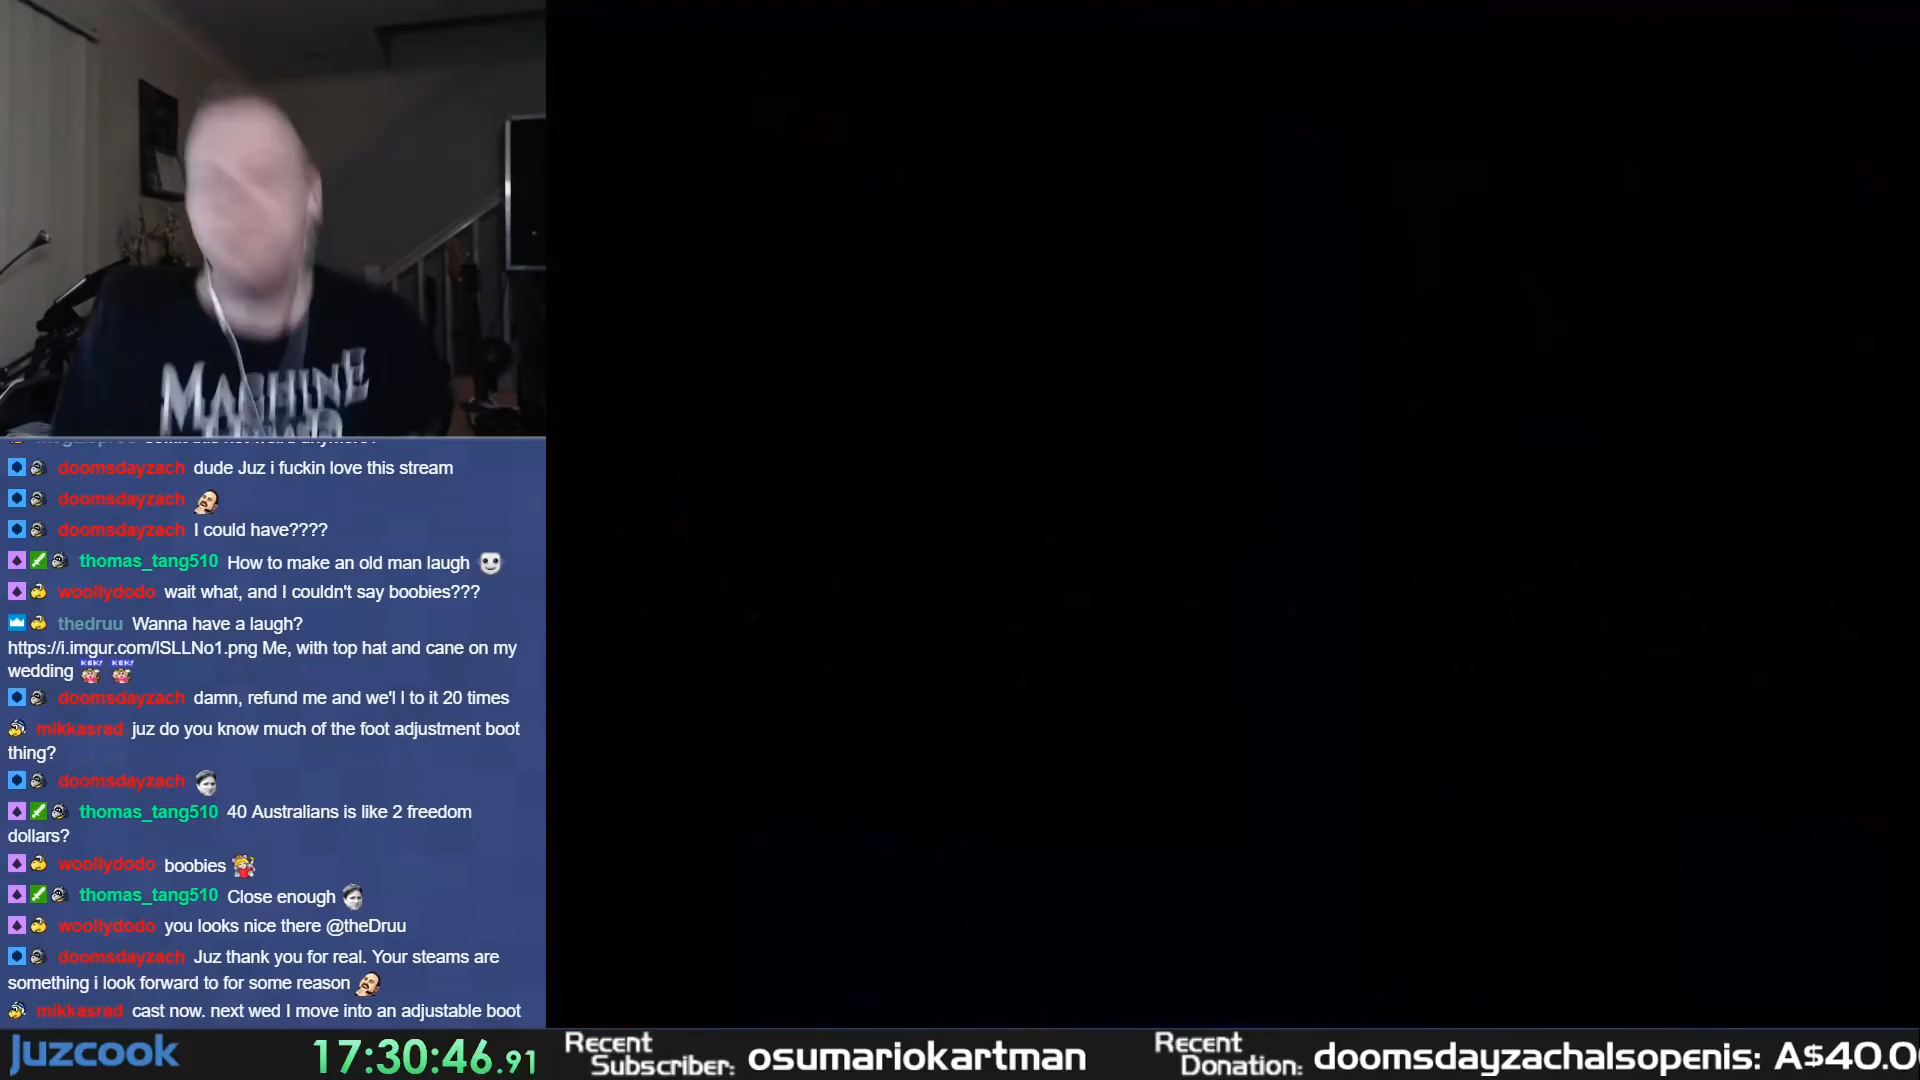 MACHINE
doomsdayzach dude Juz i fuckin love this stream
doomsdayzach
doomsdayzach I could have????
thomas_tang510 How to make an old man laugh
woollydodo wait what, and I couldn't say boobies???
thedruu Wanna have a laugh?
https://i.imgur.com/lSLLNo1.png Me, with top hat and cane on my
wedding KEK! KEK!
doomsdayzach damn, refund me and we'l l to it 20 times
mikkasrad juz do you know much of the foot adjustment boot
thing?
doomsdayzach
thomas_tang510 40 Australians is like 2 freedom
dollars?
woollydodo boobies
thomas_tang510 Close enough
woollydodo you looks nice there @theDruu
doomsdayzach Juz thank you for real. Your steams are
something i look forward to for some reason
mikkasrad cast now. next wed I move into an adjustable boot
Juzcook 17:30:46.91 Recent Subscriber: osumariokartman Recent Donation: doomsdayzachalsopenis: A$40.0